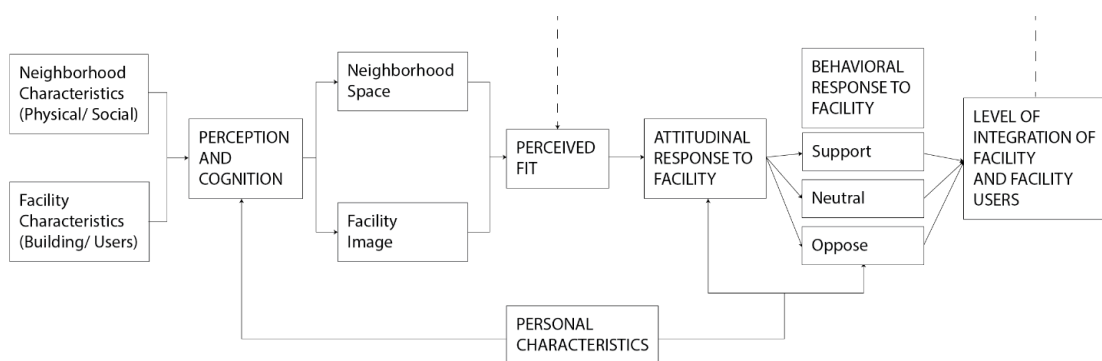 Neighborhood
Characteristics
(Physical/ Social)
Facility
Characteristics
(Building/ Users)
PERCEPTION
AND
COGNITION
Neighborhood
Space
Facility
Image
PERCEIVED
FIT
ATTITUDINAL
RESPONSE TO
FACILITY
BEHAVIORAL
RESPONSE TO
FACILITY
Support
Neutral
Oppose
LEVEL OF
INTEGRATION OF
FACILITY
AND FACILITY
USERS
PERSONAL
CHARACTERISTICS